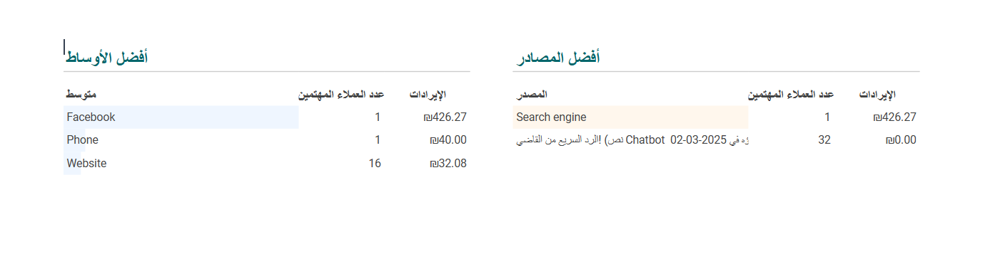 أفضل الأوساط
متوسط عدد العملاء المهتمين الإيرادات
Facebook 1 ₪426.27
Phone 1 ₪40.00
Website 16 ₪32.08
أفضل المصادر
المصدر عدد العملاء المهتمين الإيرادات
Search engine 1 ₪426.27
الرد السريع من القاضي! (نص Chatbot 02-03-2025 في 32 ₪0.00